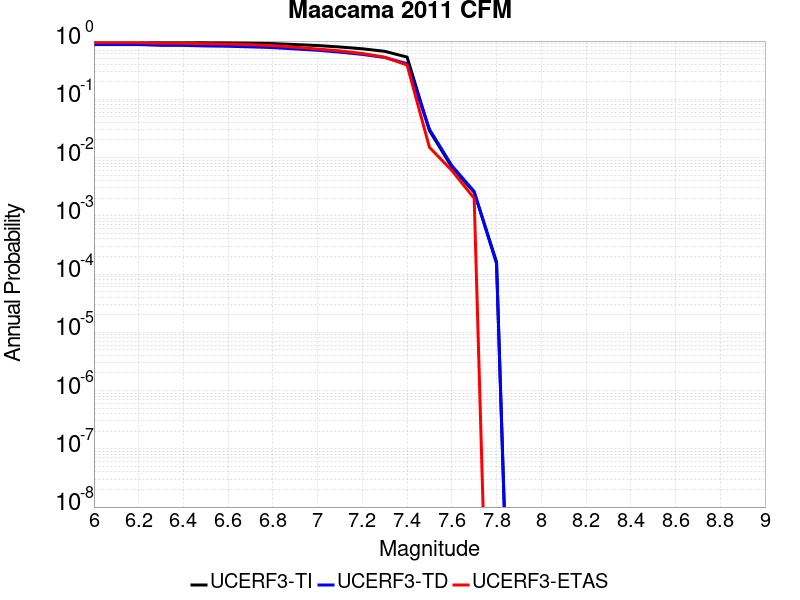 Maacama 2011 CFM
10^0
10^-1
10^-2
10^-3
10^-4
10^-5
10^-6
10^-7
10^-8
Annual Probability
6 6.2 6.4 6.6 6.8 7 7.2 7.4 7.6 7.8 8 8.2 8.4 8.6 8.8 9
Magnitude
UCERF3-TI UCERF3-TD UCERF3-ETAS